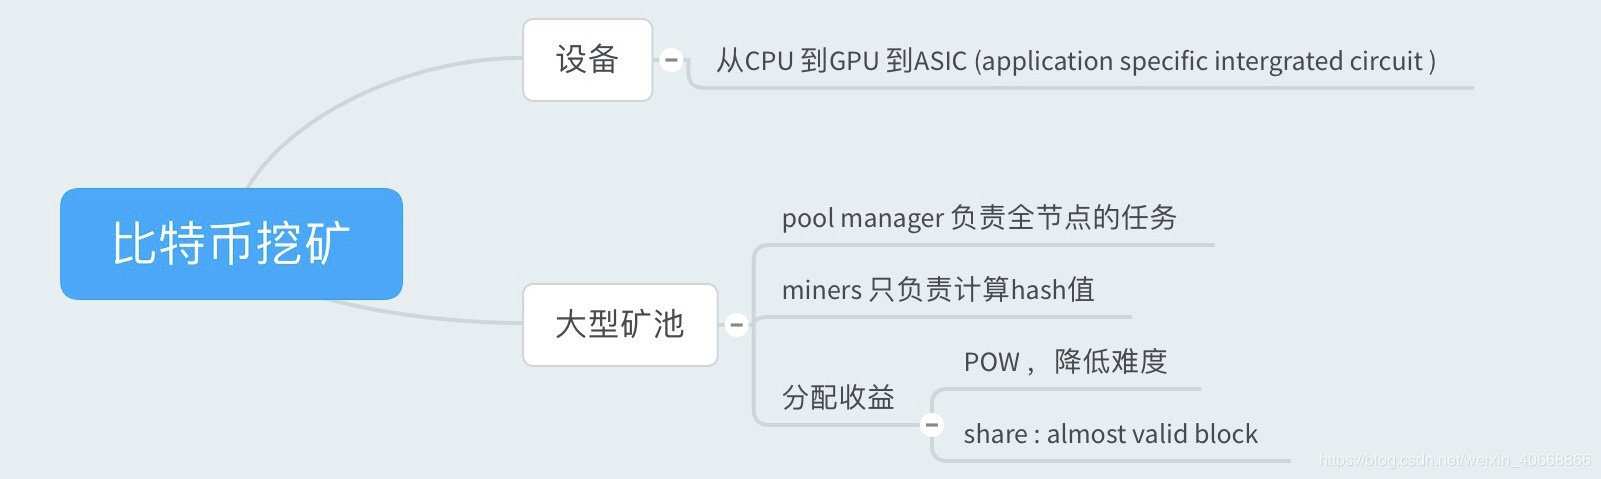 设备
从CPU 到GPU 到ASIC (application specific intergrated circuit )
比特币挖矿
pool manager 负责全节点的任务
miners 只负责计算hash值
大型矿池
POW ， 降低难度
分配收益
share : almost valid block
https://blog.csdn.net/weixin_40668866